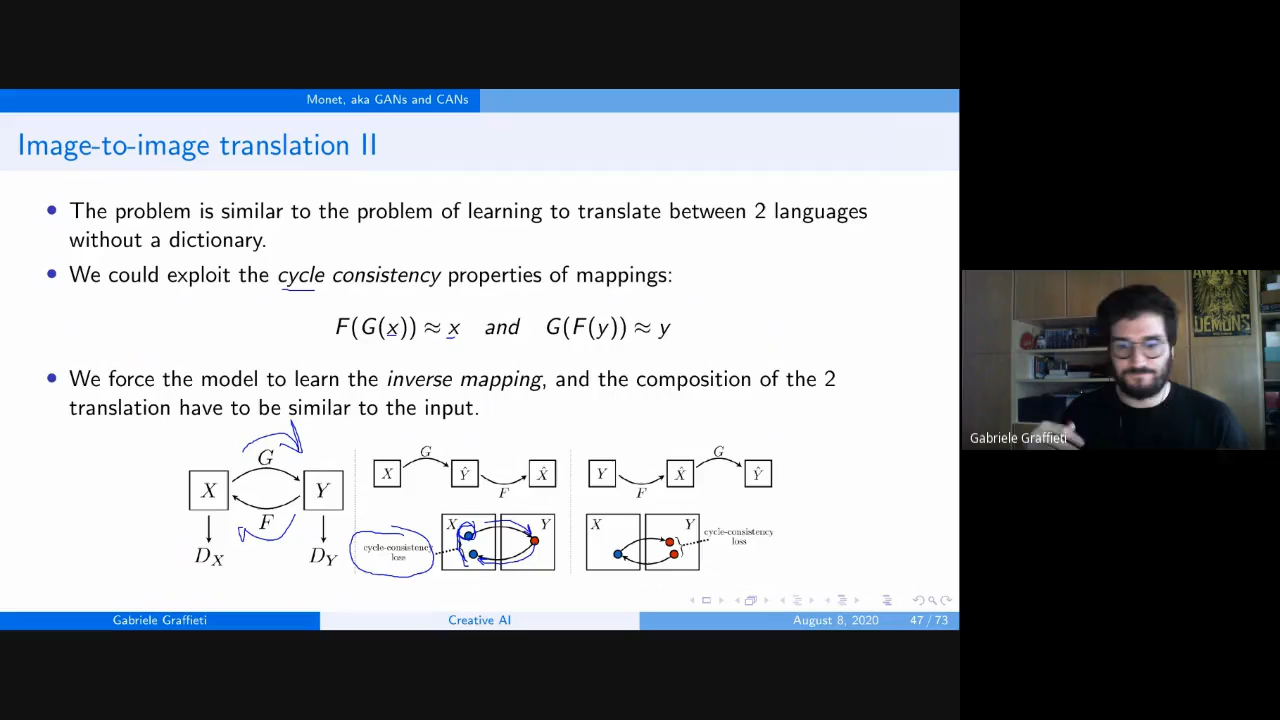 Monet, aka GANs and CANs
Image-to-image translation II
• The problem is similar to the problem of learning to translate between 2 languages
without a dictionary.
• We could exploit the cycle consistency properties of mappings:
F(G(x)) ≈ x and G(F(y)) ≈ y
• We force the model to learn the inverse mapping, and the composition of the 2
translation have to be similar to the input.
G
X Y
F
D_X D_Y
G
X Ŷ X̂
F
X Y
cycle-consistency
loss
G
Y X̂ Ŷ
F
X Y
cycle-consistency
loss
Gabriele Graffieti Creative AI August 8, 2020 47 / 73
AWAKEN
DEMONS
Gabriele Graffieti